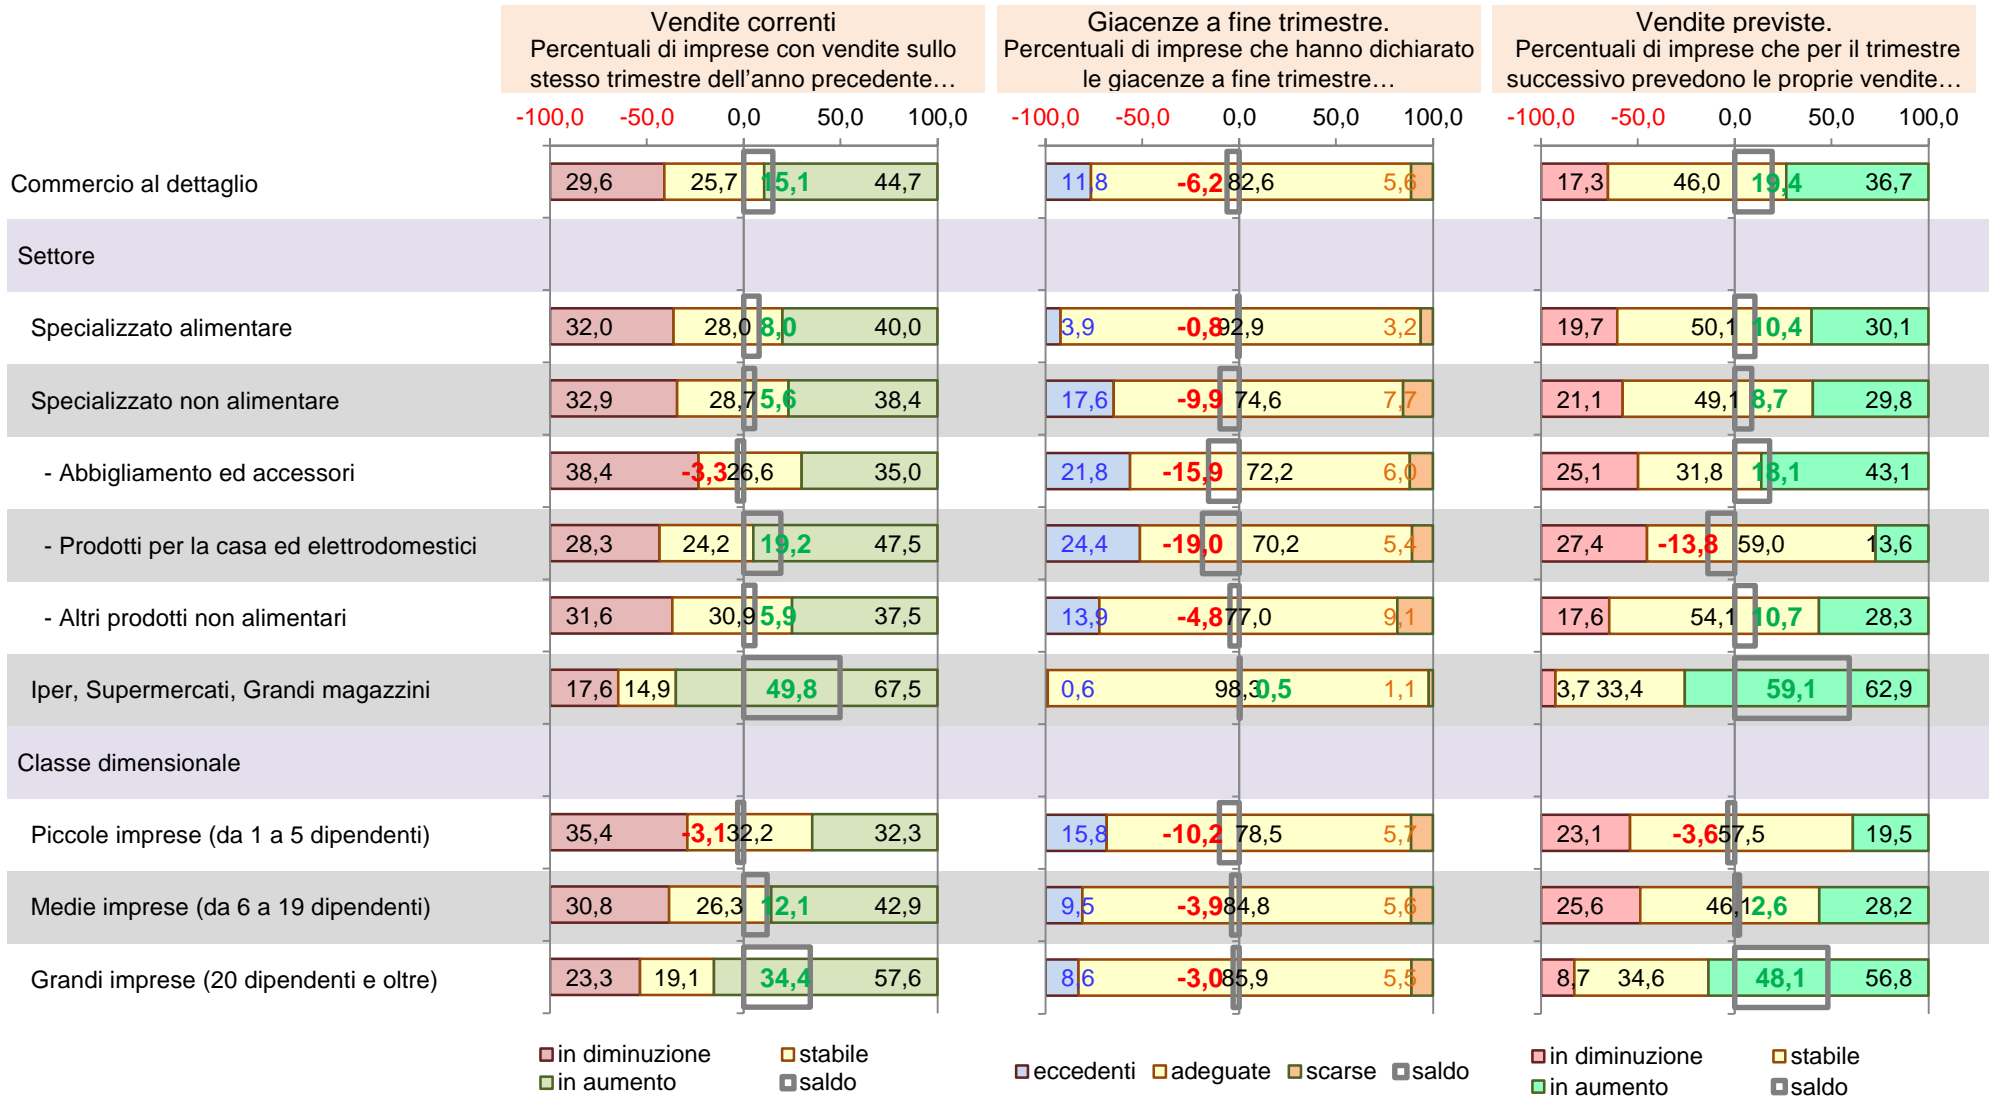 Vendite correnti
Percentuali di imprese con vendite sullo
stesso trimestre dell'anno precedente…
Giacenze a fine trimestre.
Percentuali di imprese che hanno dichiarato
le giacenze a fine trimestre…
Vendite previste.
Percentuali di imprese che per il trimestre
successivo prevedono le proprie vendite…
-100,0 -50,0 0,0 50,0 100,0 -100,0 -50,0 0,0 50,0 100,0 -100,0 -50,0 0,0 50,0 100,0
Commercio al dettaglio 29,6 25,7 15,1 44,7 11,8 -6,2 82,6 5,6 17,3 46,0 19,4 36,7
Settore
Specializzato alimentare 32,0 28,0 8,0 40,0 3,9 -0,8 92,9 3,2 19,7 50,1 10,4 30,1
Specializzato non alimentare 32,9 28,7 5,6 38,4 17,6 -9,9 74,6 7,7 21,1 49,1 8,7 29,8
- Abbigliamento ed accessori 38,4 -3,3 26,6 35,0 21,8 -15,9 72,2 6,0 25,1 31,8 18,1 43,1
- Prodotti per la casa ed elettrodomestici 28,3 24,2 19,2 47,5 24,4 -19,0 70,2 5,4 27,4 -13,8 59,0 13,6
- Altri prodotti non alimentari 31,6 30,9 5,9 37,5 13,9 -4,8 77,0 9,1 17,6 54,1 10,7 28,3
Iper, Supermercati, Grandi magazzini 17,6 14,9 49,8 67,5 0,6 98,3 0,5 1,1 3,7 33,4 59,1 62,9
Classe dimensionale
Piccole imprese (da 1 a 5 dipendenti) 35,4 -3,1 32,2 32,3 15,8 -10,2 78,5 5,7 23,1 -3,6 57,5 19,5
Medie imprese (da 6 a 19 dipendenti) 30,8 26,3 12,1 42,9 9,5 -3,9 84,8 5,6 25,6 46,1 2,6 28,2
Grandi imprese (20 dipendenti e oltre) 23,3 19,1 34,4 57,6 8,6 -3,0 85,9 5,5 8,7 34,6 48,1 56,8
in diminuzione stabile
in aumento saldo
eccedenti adeguate scarse saldo
in diminuzione stabile
in aumento saldo